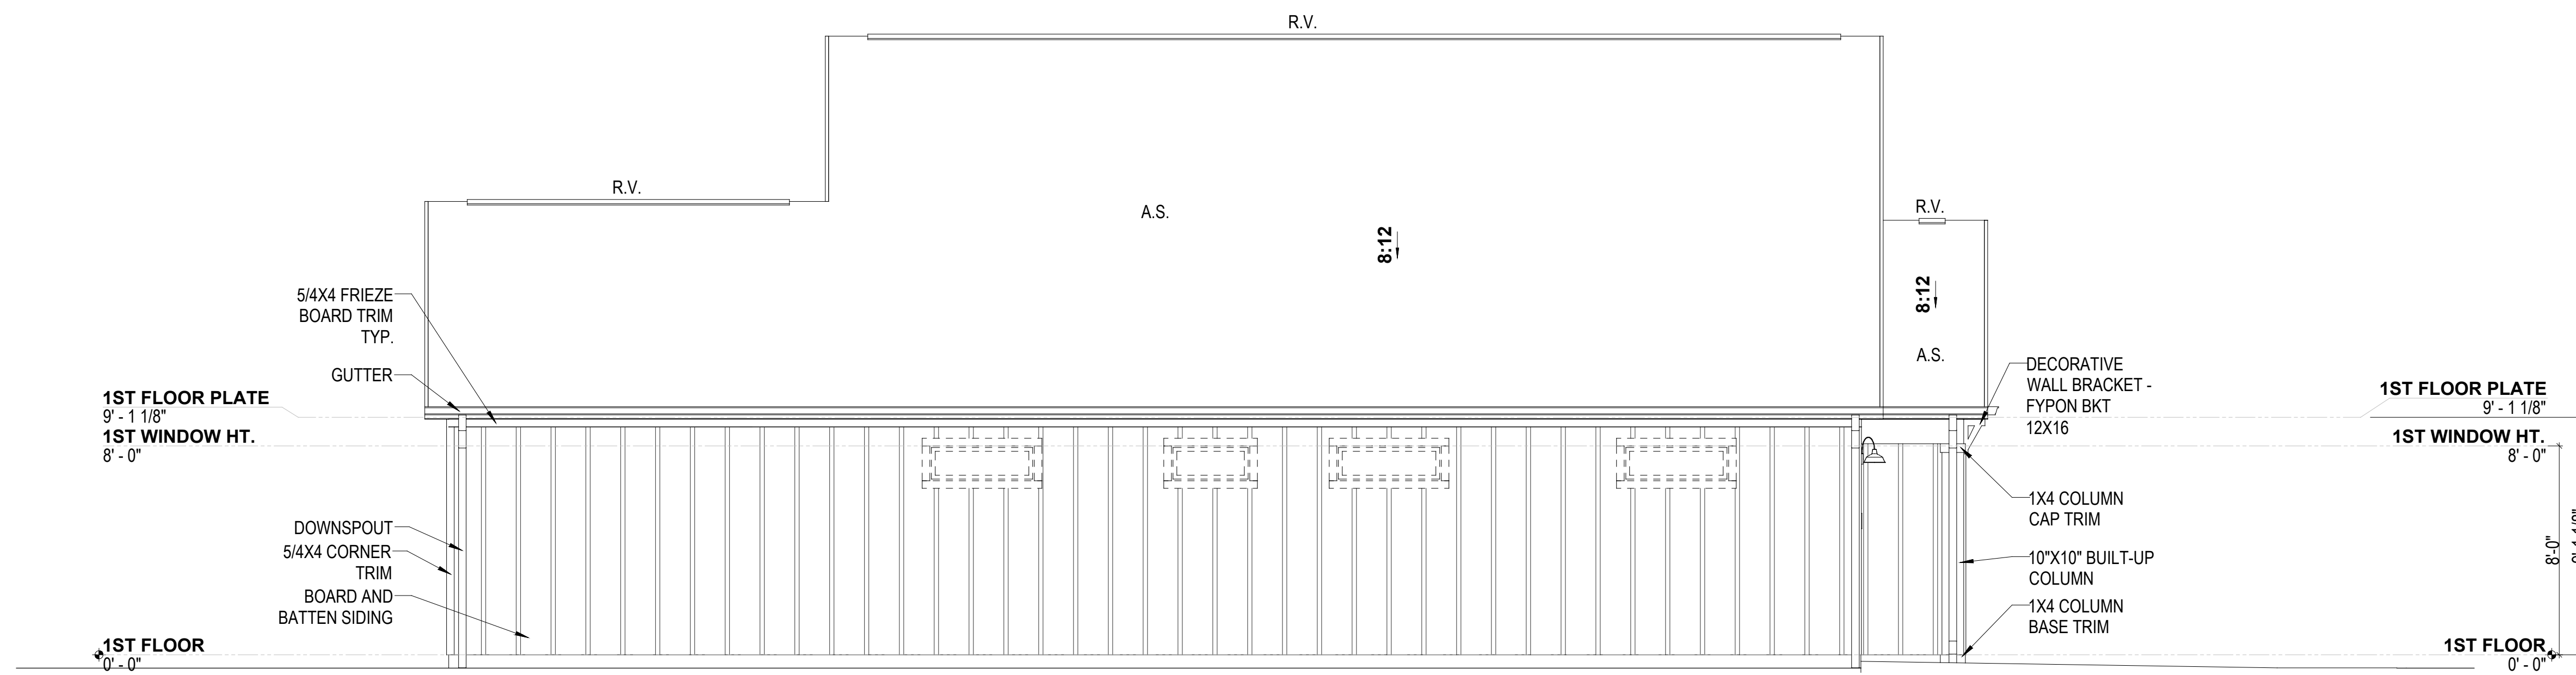 R.V.
R.V.
A.S.
8:12
R.V.
8:12
A.S.
5/4X4 FRIEZE
BOARD TRIM
TYP.
GUTTER
1ST FLOOR PLATE
9' - 1 1/8"
1ST WINDOW HT.
8' - 0"
DOWNSPOUT
5/4X4 CORNER
TRIM
BOARD AND
BATTEN SIDING
1ST FLOOR
0' - 0"
DECORATIVE
WALL BRACKET -
FYPON BKT
12X16
1X4 COLUMN
CAP TRIM
10"X10" BUILT-UP
COLUMN
1X4 COLUMN
BASE TRIM
1ST FLOOR PLATE
9' - 1 1/8"
1ST WINDOW HT.
8' - 0"
8'-0"
1ST FLOOR
0' - 0"